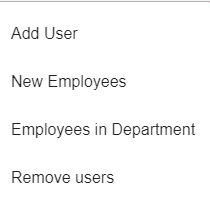 Add User
New Employees
Employees in Department
Remove users